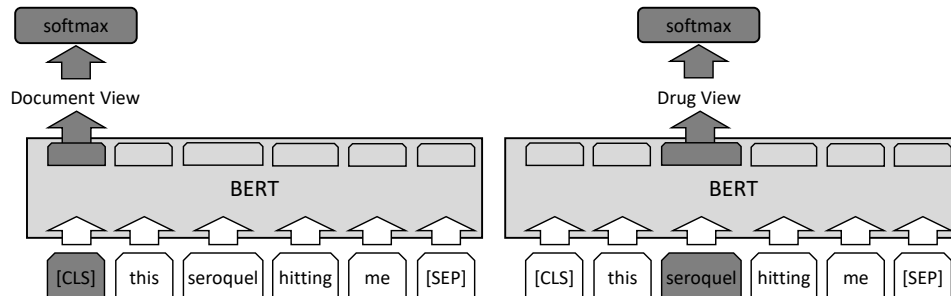 softmax
Document View
BERT
[CLS] this seroquel hitting me [SEP]
softmax
Drug View
BERT
[CLS] this seroquel hitting me [SEP]